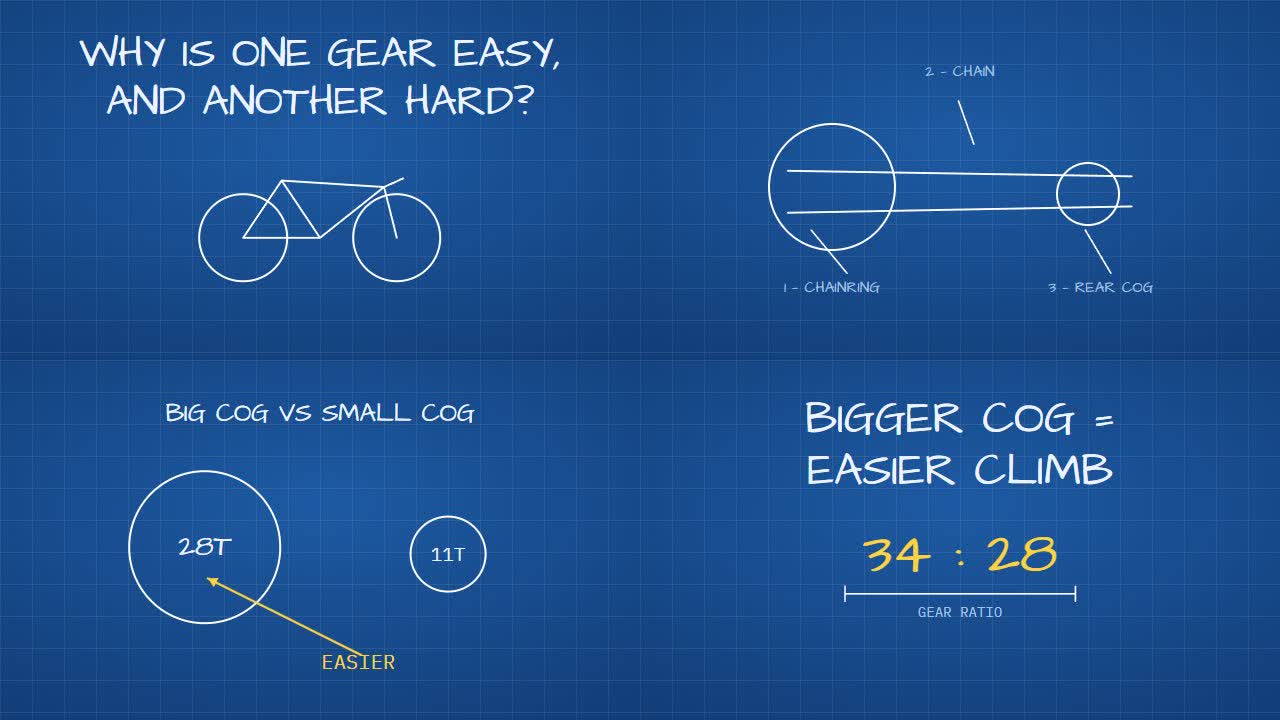 WHY IS ONE GEAR EASY,
AND ANOTHER HARD?
2 - CHAIN
1 - CHAINRING
3 - REAR COG
BIG COG VS SMALL COG
28T
11T
EASIER
BIGGER COG =
EASIER CLIMB
34 : 28
GEAR RATIO